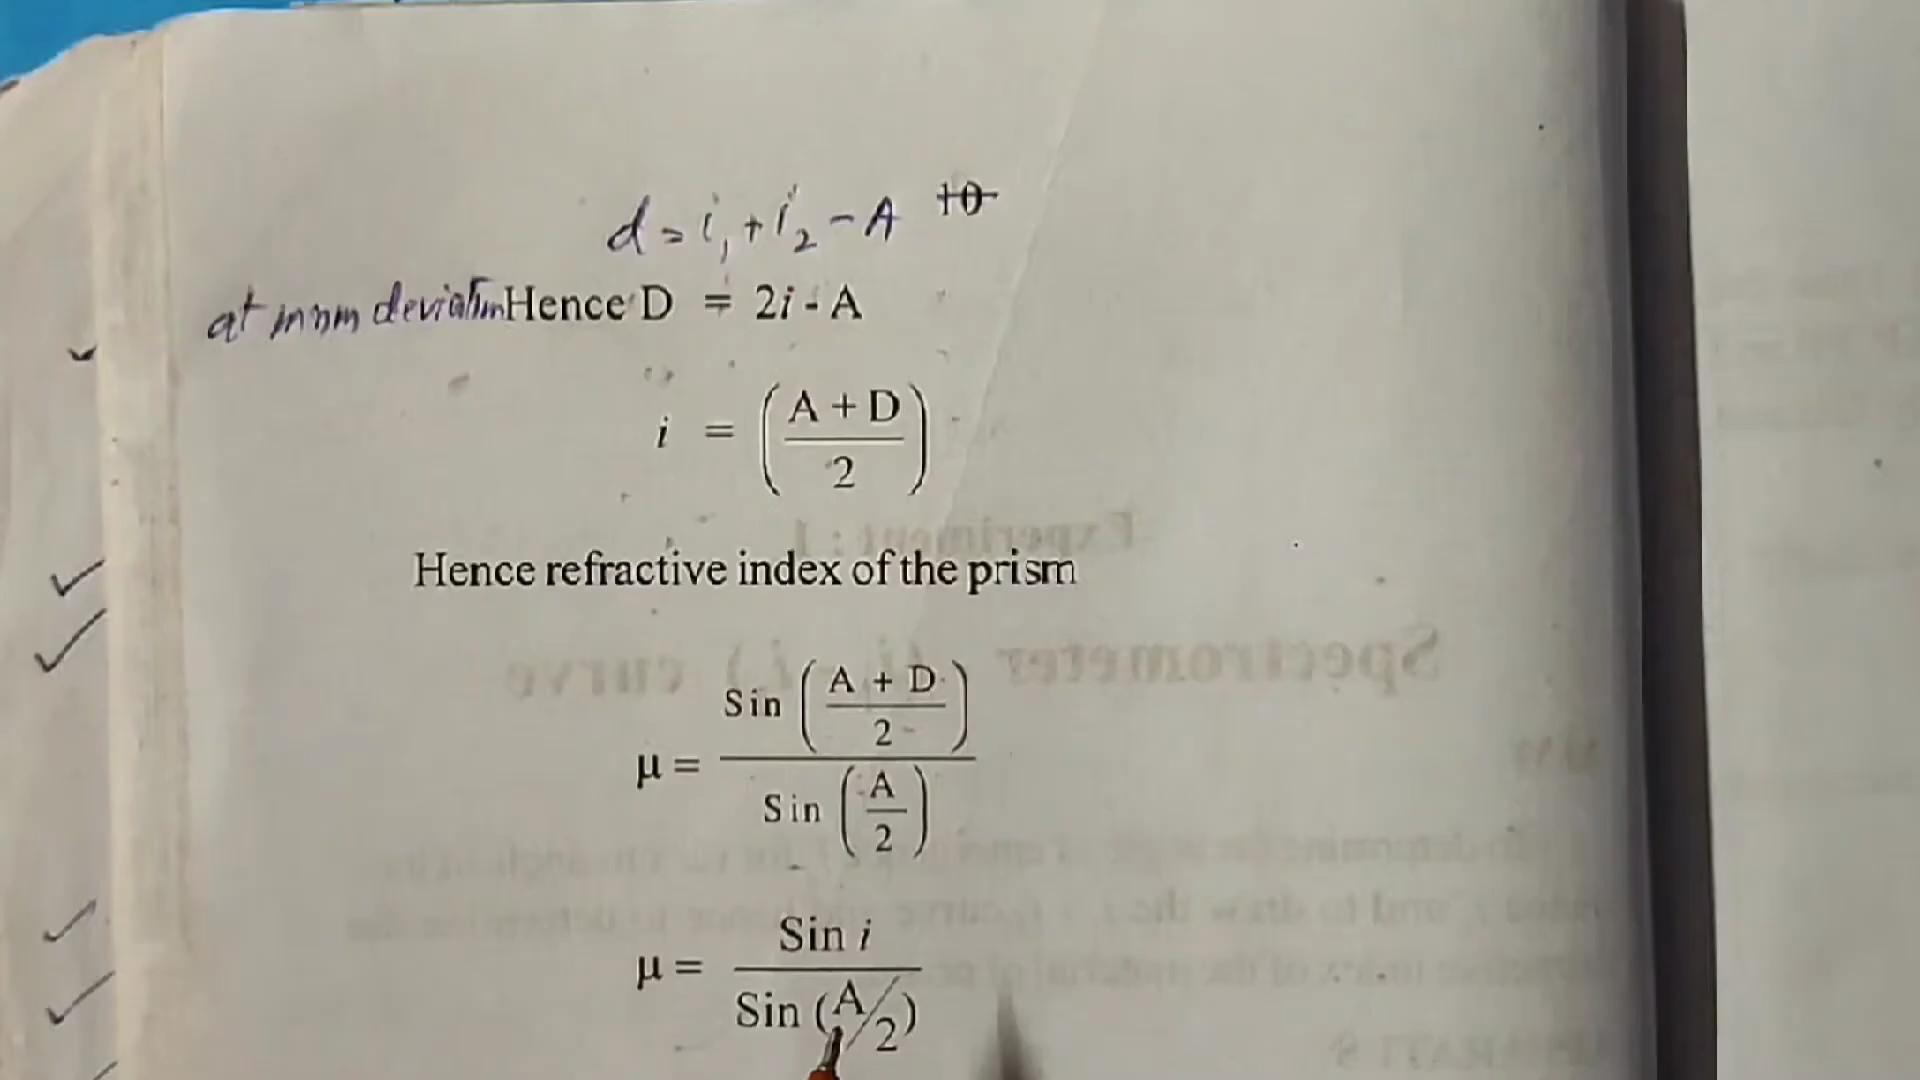 d = i₁ + i₂ - A
at mnm deviation Hence D = 2i - A
i = (A + D / 2)
Hence refractive index of the prism
μ = Sin (A + D / 2) / Sin (A / 2)
μ = Sin i / Sin (A/2)